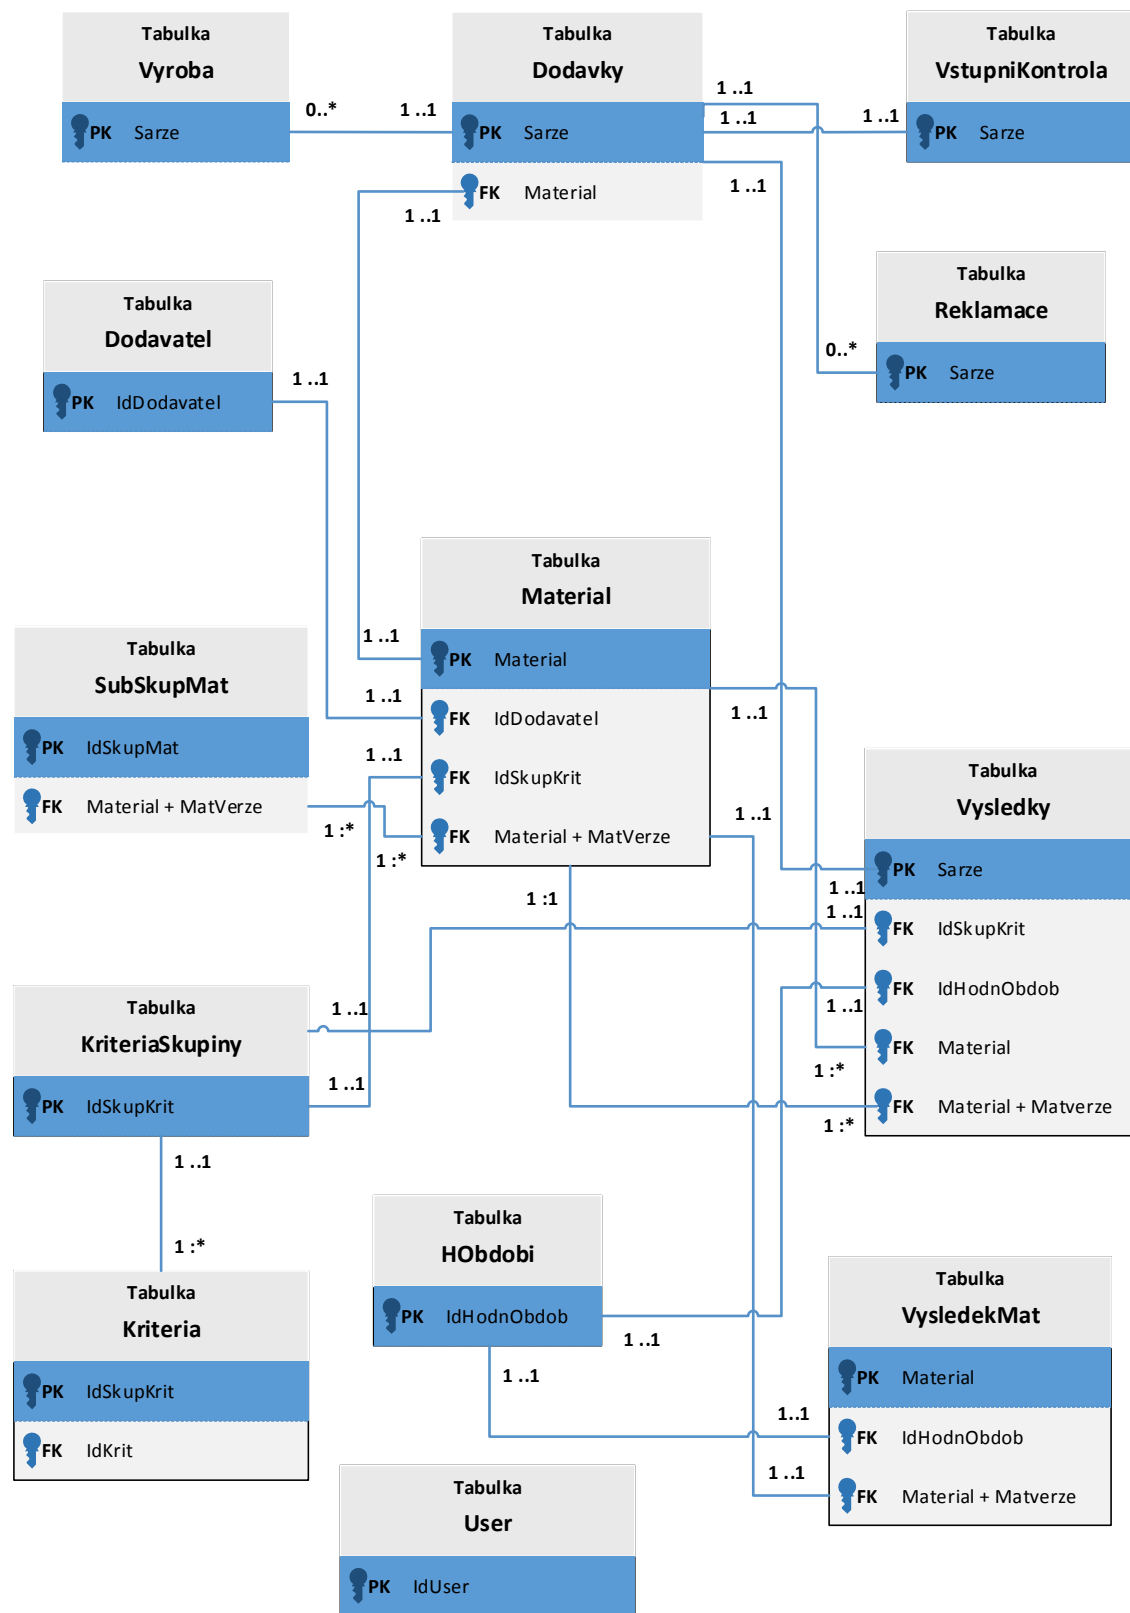 Tabulka
Vyroba
PK Sarze
0..*
1 ..1
Tabulka
Dodavky
PK Sarze
FK Material
1 ..1
1 ..1
1 ..1
1 ..1
1 ..1
Tabulka
VstupniKontrola
PK Sarze
Tabulka
Reklamace
PK Sarze
0..*
Tabulka
Dodavatel
PK IdDodavatel
1 ..1
Tabulka
Material
PK Material
FK IdDodavatel
FK IdSkupKrit
FK Material + MatVerze
1 ..1
1 ..1
1 ..1
1 :*
1 :*
1 ..1
1 ..1
1 :1
Tabulka
SubSkupMat
PK IdSkupMat
FK Material + MatVerze
Tabulka
Vysledky
PK Sarze
FK IdSkupKrit
FK IdHodnObdob
FK Material
FK Material + Matverze
1 ..1
1 ..1
1 ..1
1 :*
1 :*
Tabulka
KriteriaSkupiny
PK IdSkupKrit
1 ..1
1 ..1
1 ..1
1 :*
Tabulka
Kriteria
PK IdSkupKrit
FK IdKrit
Tabulka
HObdobi
PK IdHodnObdob
1 ..1
1 ..1
Tabulka
VysledekMat
PK Material
FK IdHodnObdob
FK Material + Matverze
1..1
1 ..1
Tabulka
User
PK IdUser